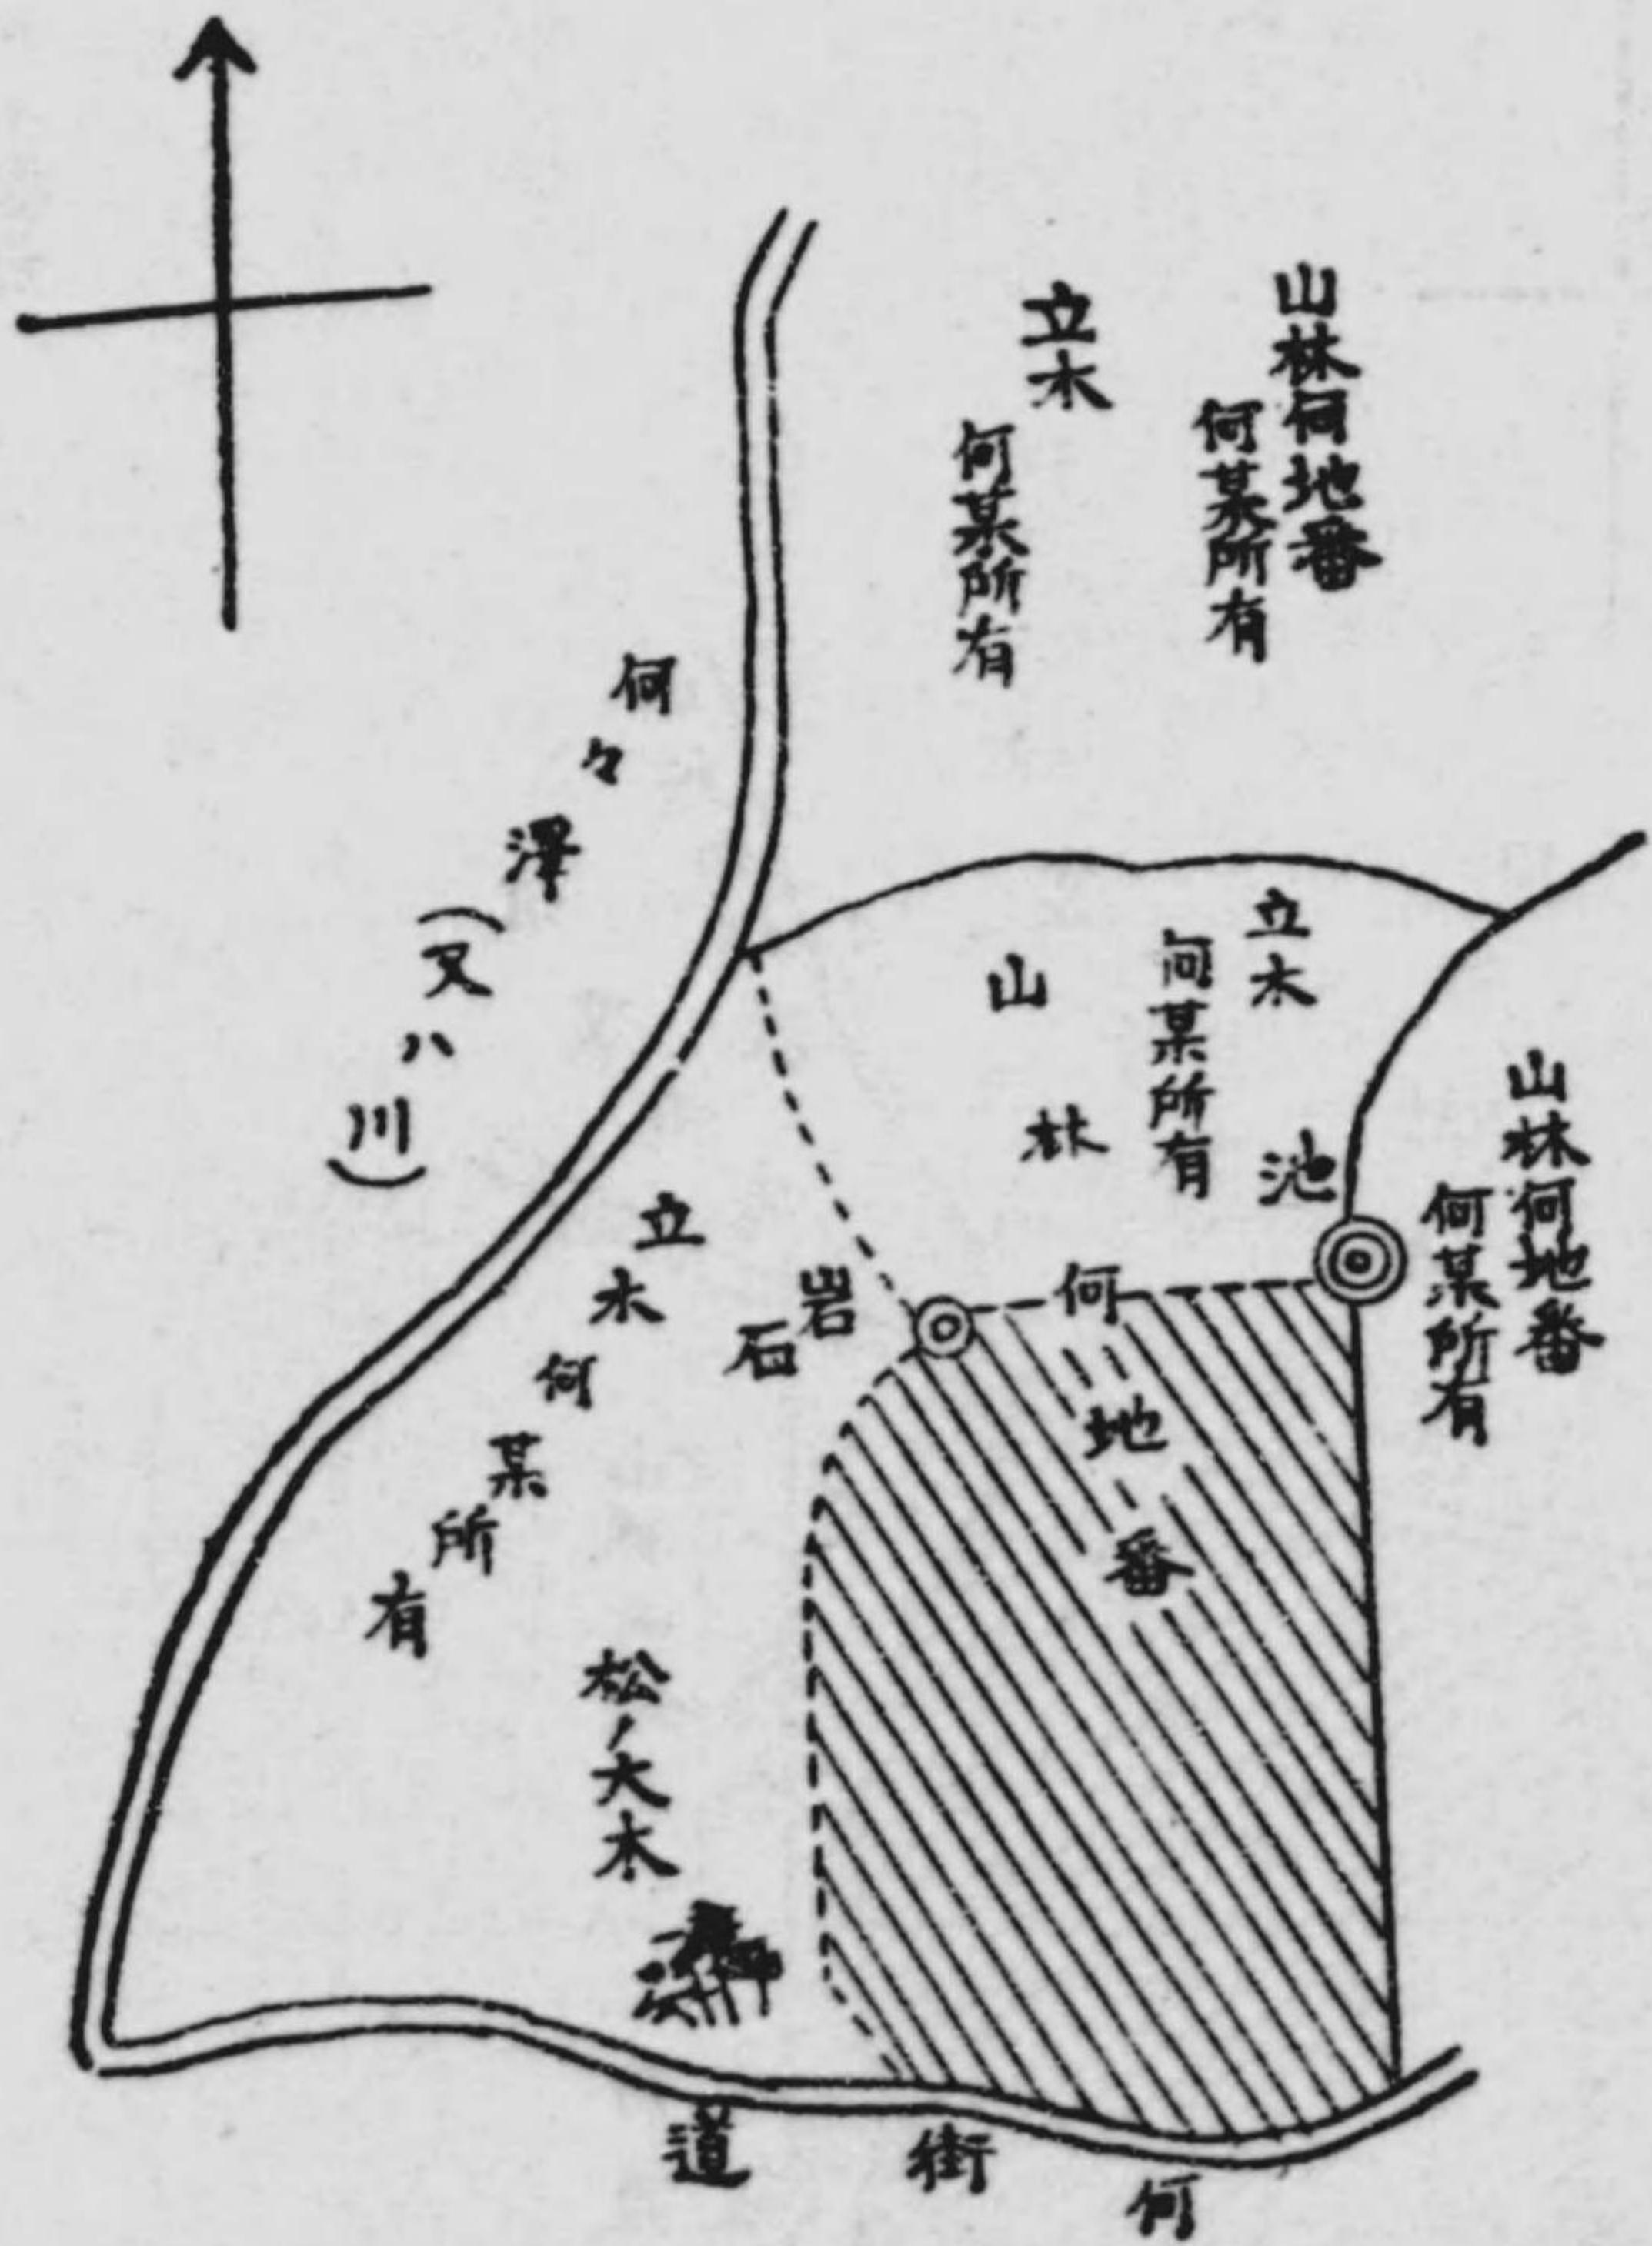 山林何地番
何某所有
立木
何某所有
何々澤(又ハ川)
立木
何某所有
山林何地番
山林何地番
何某所有
池
岩石
立木何某所有
松ノ大木
何街道